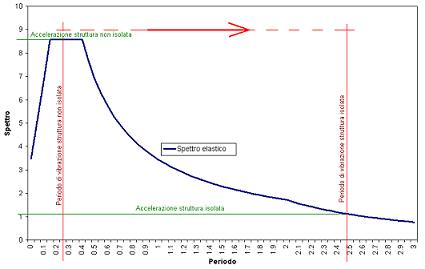 10
9
8
7
6
5
4
3
2
1
0
Spettro
Accelerazione struttura non isolata
Periodo di vibrazione struttura non isolata
Spettro elastico
Periodo di vibrazione struttura isolata
Accelerazione struttura isolata
0 0.1 0.2 0.3 0.4 0.5 0.6 0.7 0.8 0.9 1 1.1 1.2 1.3 1.4 1.5 1.6 1.7 1.8 1.9 2 2.1 2.2 2.3 2.4 2.5 2.6 2.7 2.8 2.9 3
Periodo